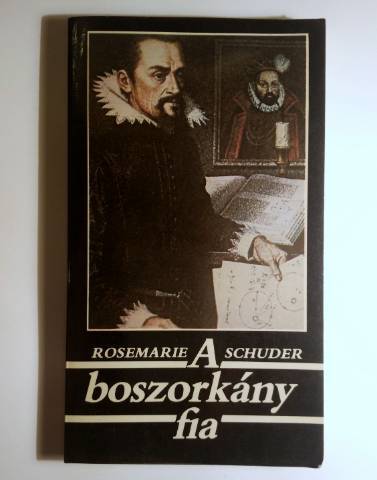 ROSEMARIE A SCHUDER
boszorkány
fia